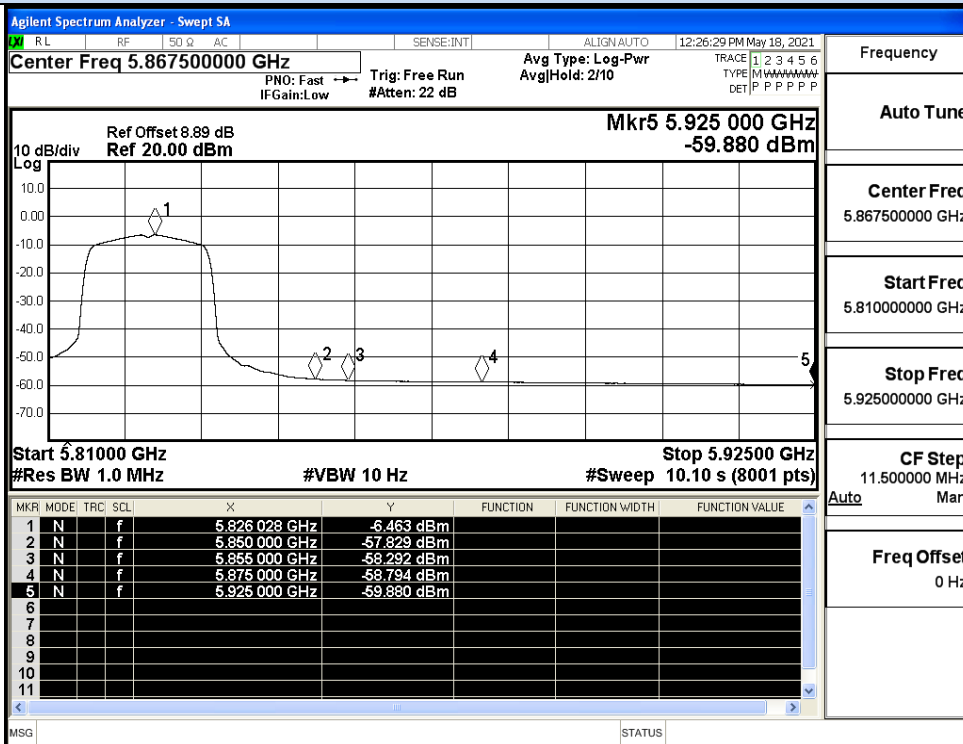 Agilent Spectrum Analyzer - Swept SA
LXI RL RF 50 Ω AC SENSE:INT ALIGN AUTO 12:26:29 PM May 18, 2021
Center Freq 5.867500000 GHz
PNO: Fast
IFGain:Low
Trig: Free Run
#Atten: 22 dB
Avg Type: Log-Pwr
Avg|Hold: 2/10
TRACE 1 2 3 4 5 6
TYPE M WWWWW
DET P P P P P P
Mkr5 5.925 000 GHz
-59.880 dBm
Ref Offset 8.89 dB
10 dB/div Ref 20.00 dBm
Log
10.0
0.00
-10.0
-20.0
-30.0
-40.0
-50.0
-60.0
-70.0
1
2
3
4
5
Start 5.81000 GHz Stop 5.92500 GHz
#Res BW 1.0 MHz #VBW 10 Hz #Sweep 10.10 s (8001 pts)
MKR MODE TRC SCL X Y FUNCTION FUNCTION WIDTH FUNCTION VALUE
1 N f 5.826 028 GHz -6.463 dBm
2 N f 5.850 000 GHz -57.829 dBm
3 N f 5.855 000 GHz -58.292 dBm
4 N f 5.875 000 GHz -58.794 dBm
5 N f 5.925 000 GHz -59.880 dBm
6
7
8
9
10
11
MSG STATUS
Frequency
Auto Tune
Center Freq
5.867500000 GHz
Start Freq
5.810000000 GHz
Stop Freq
5.925000000 GHz
CF Step
11.500000 MHz
Auto Man
Freq Offset
0 Hz